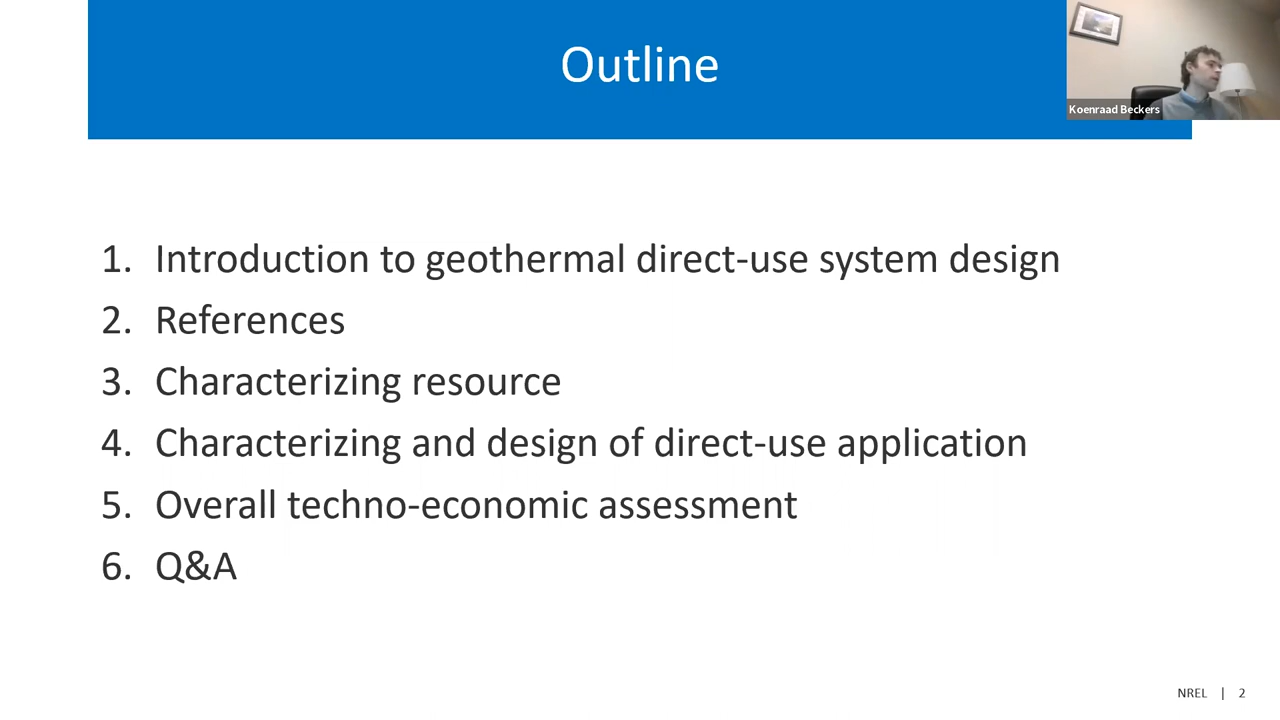 Outline
Koenraad Beckers
1. Introduction to geothermal direct-use system design
2. References
3. Characterizing resource
4. Characterizing and design of direct-use application
5. Overall techno-economic assessment
6. Q&A
NREL | 2